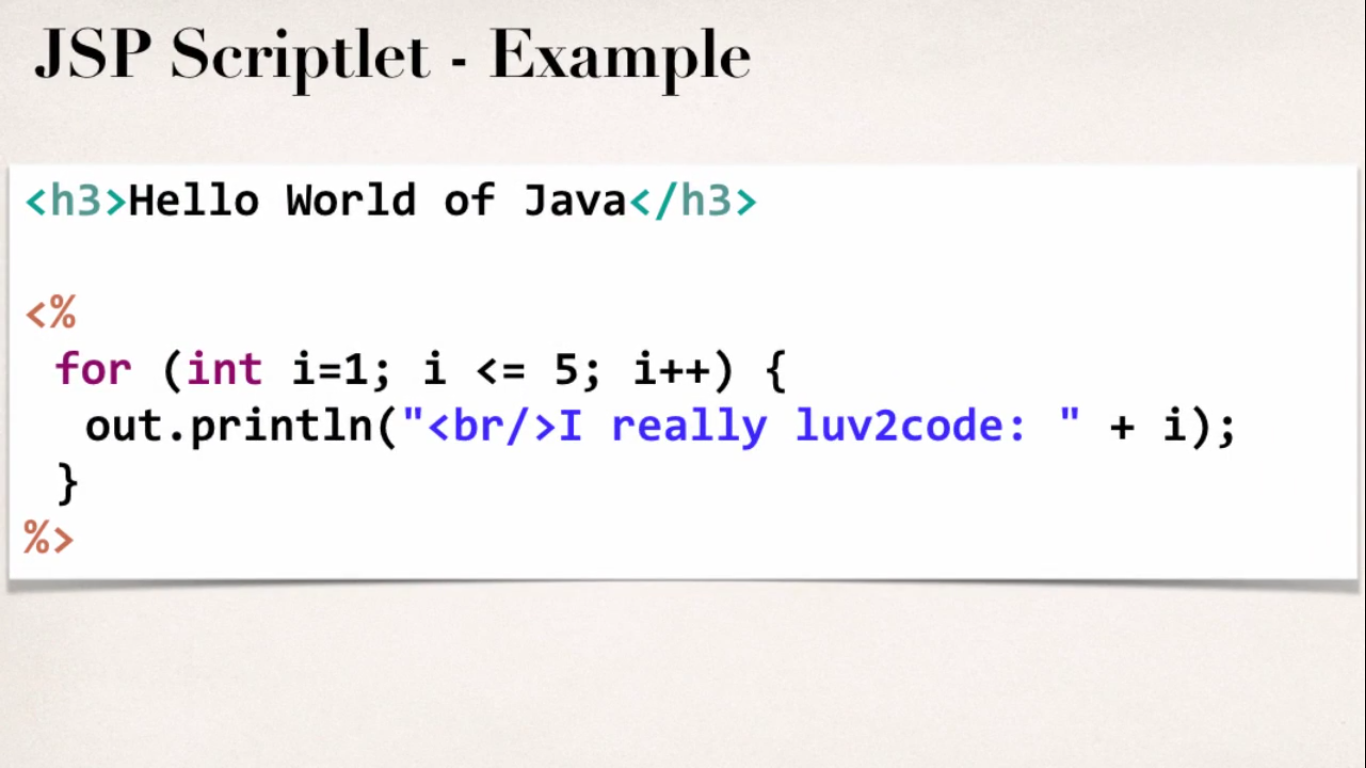 JSP Scriptlet - Example
<h3>Hello World of Java</h3>
<%
for (int i=1; i <= 5; i++) {
out.println("<br/>I really luv2code: " + i);
}
%>